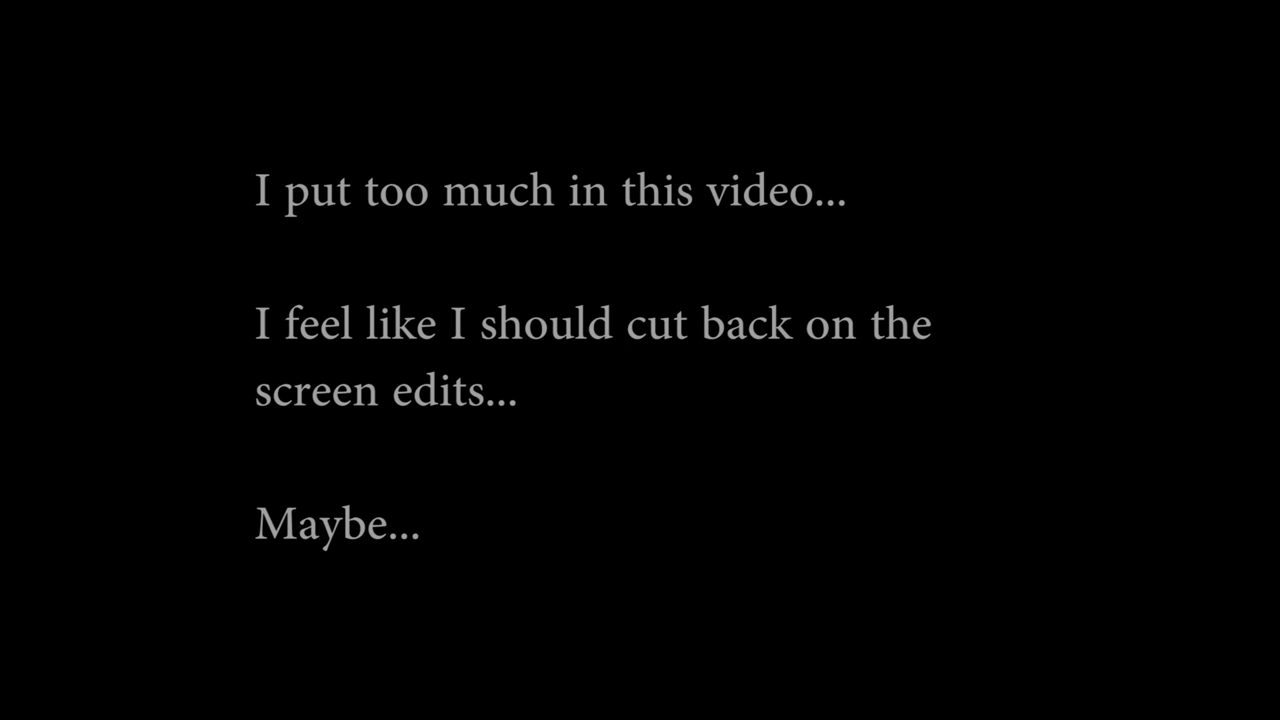 I put too much in this video...
I feel like I should cut back on the
screen edits...
Maybe...